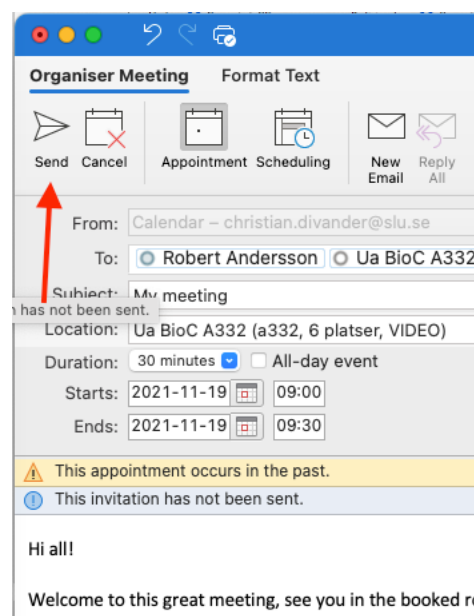 Organiser Meeting Format Text
Send Cancel Appointment Scheduling New Email Reply All
From: Calendar – christian.divander@slu.se
To: Robert Andersson Ua BioC A332
Subject: My meeting
has not been sent.
Location: Ua BioC A332 (a332, 6 platser, VIDEO)
Duration: 30 minutes All-day event
Starts: 2021-11-19 09:00
Ends: 2021-11-19 09:30
This appointment occurs in the past.
This invitation has not been sent.
Hi all!
Welcome to this great meeting, see you in the booked